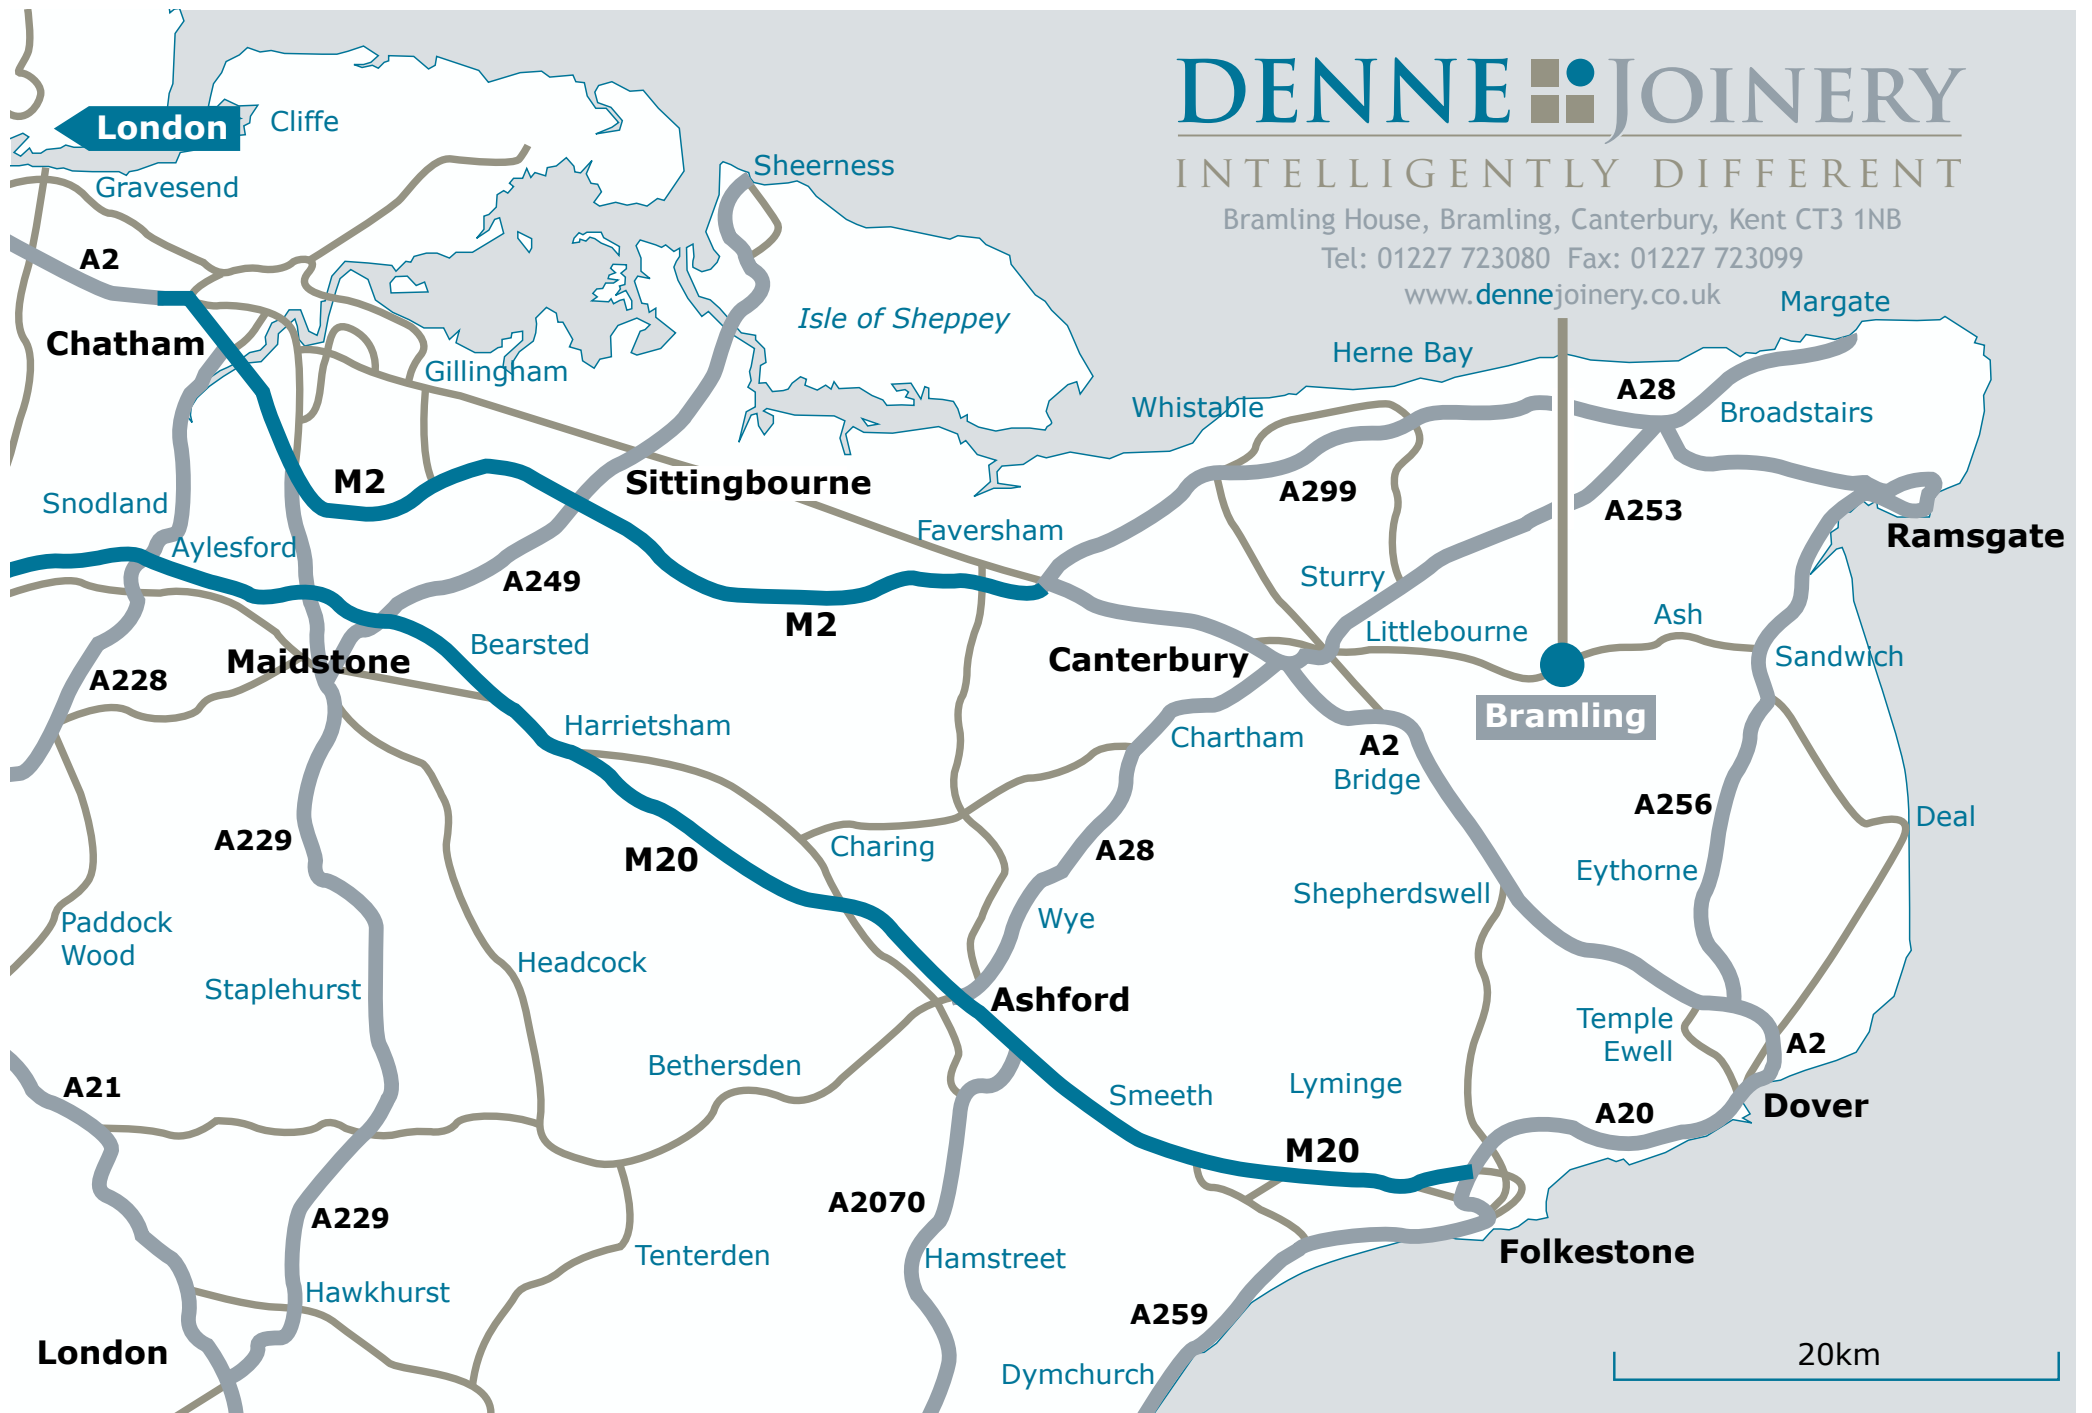 DENNE JOINERY
INTELLIGENTLY DIFFERENT
Bramling House, Bramling, Canterbury, Kent CT3 1NB
Tel: 01227 723080 Fax: 01227 723099
www.dennejoinery.co.uk
London
Cliffe
Sheerness
Gravesend
A2
Margate
Isle of Sheppey
Chatham
Herne Bay
Gillingham
A28
Whistable
Broadstairs
M2
Sittingbourne
A299
Snodland
A253
Faversham
Ramsgate
Aylesford
A249
Sturry
Ash
M2
Littlebourne
Bearsted
Maidstone
Canterbury
Sandwich
A228
Bramling
Harrietsham
Chartham
A2
Bridge
A256
Deal
A229
Charing
A28
M20
Eythorne
Shepherdswell
Wye
Paddock
Wood
Headcock
Staplehurst
Ashford
Temple
Ewell
A2
Bethersden
Lyminge
A21
Smeeth
Dover
A20
M20
A2070
A229
Folkestone
Tenterden
Hamstreet
Hawkhurst
A259
London
20km
Dymchurch